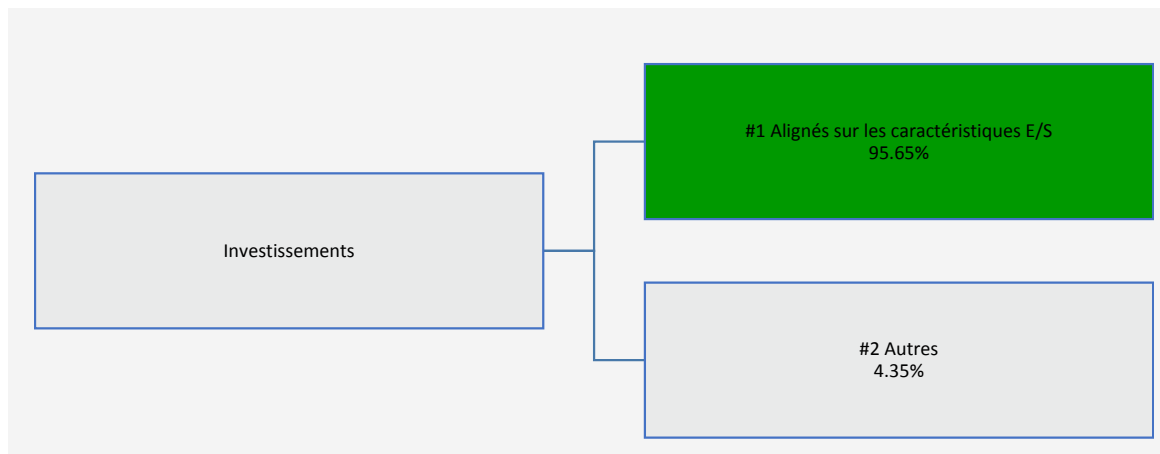 #1 Alignés sur les caractéristiques E/S
95.65%
Investissements
#2 Autres
4.35%